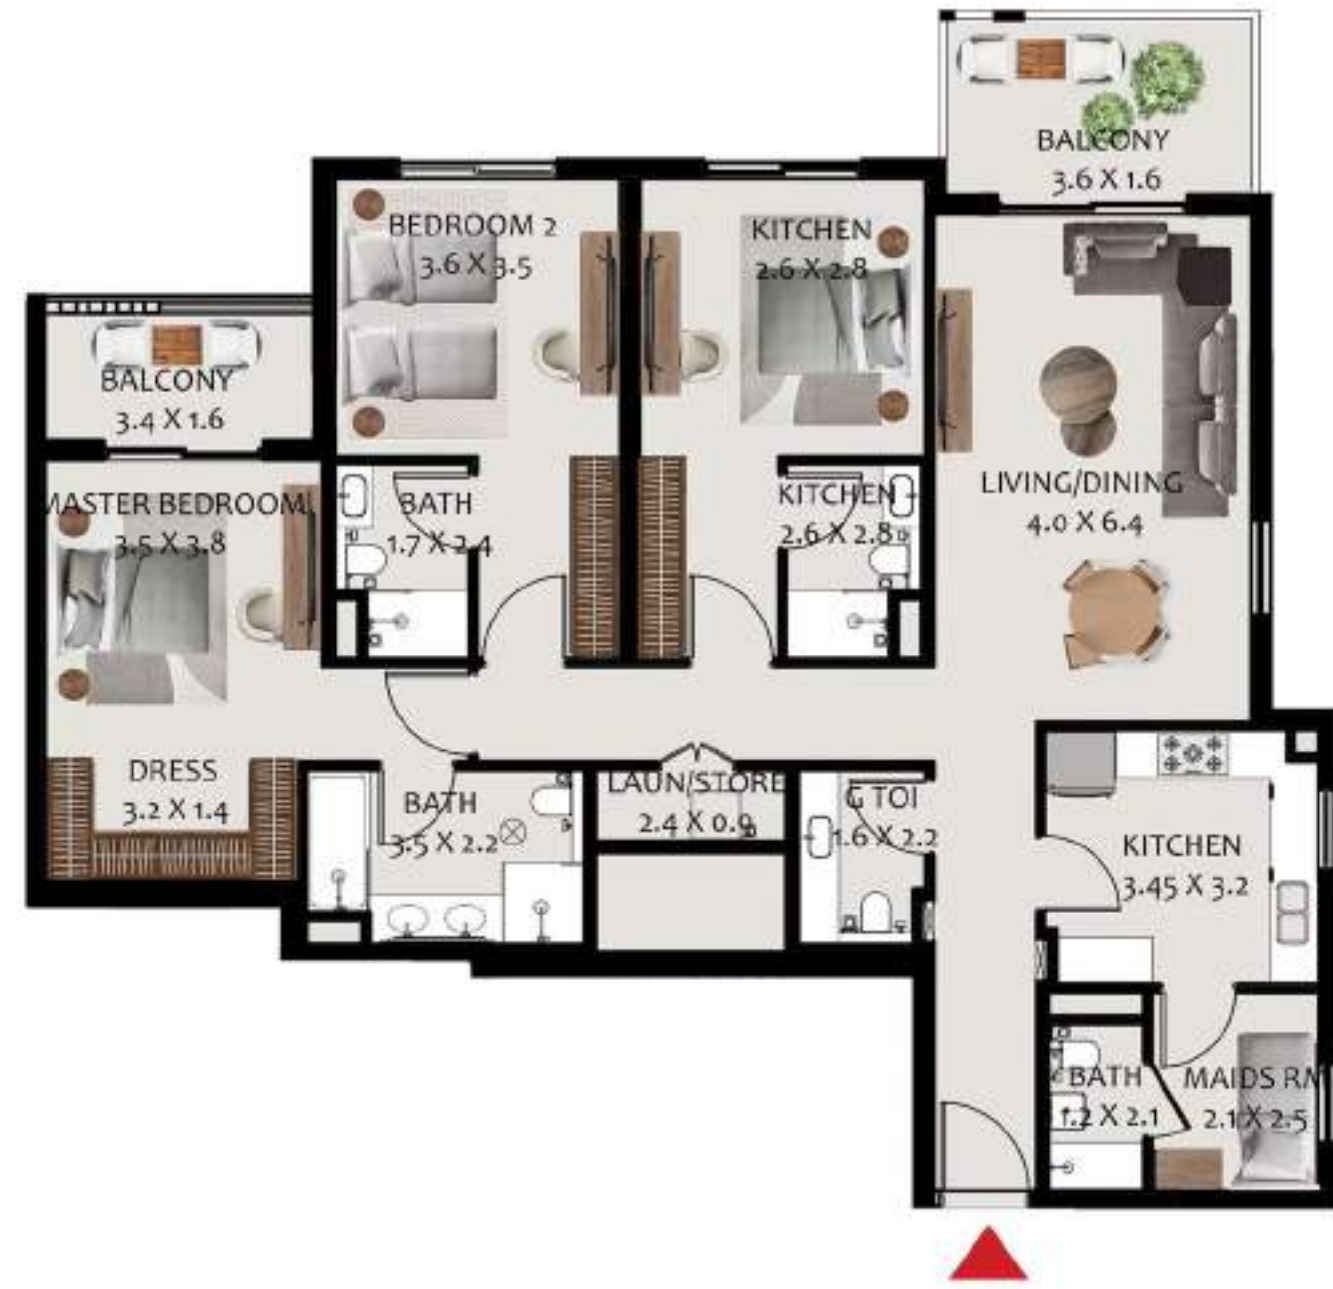 BALCONY
3.6 X 1.6
BEDROOM 2
3.6 X 3.5
KITCHEN
2.6 X 2.8
BALCONY
3.4 X 1.6
MASTER BEDROOM
3.5 X 3.8
BATH
1.7 X 2.4
KITCHEN
2.6 X 2.8
LIVING/DINING
4.0 X 6.4
DRESS
3.2 X 1.4
BATH
3.5 X 2.2
LAUN/STORE
2.4 X 0.9
G TOI
1.6 X 2.2
KITCHEN
3.45 X 3.2
BATH
1.2 X 2.1
MAIDS RM
2.1 X 2.5